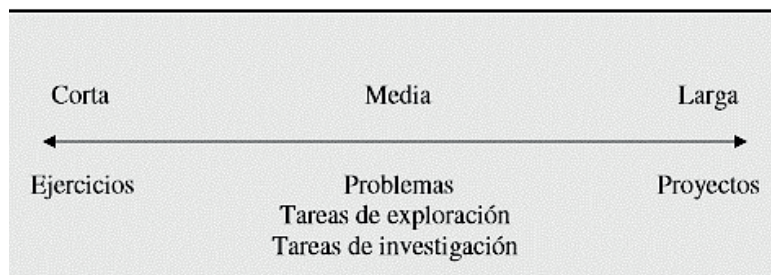 Corta Media Larga
Ejercicios Problemas Proyectos
Tareas de exploración
Tareas de investigación